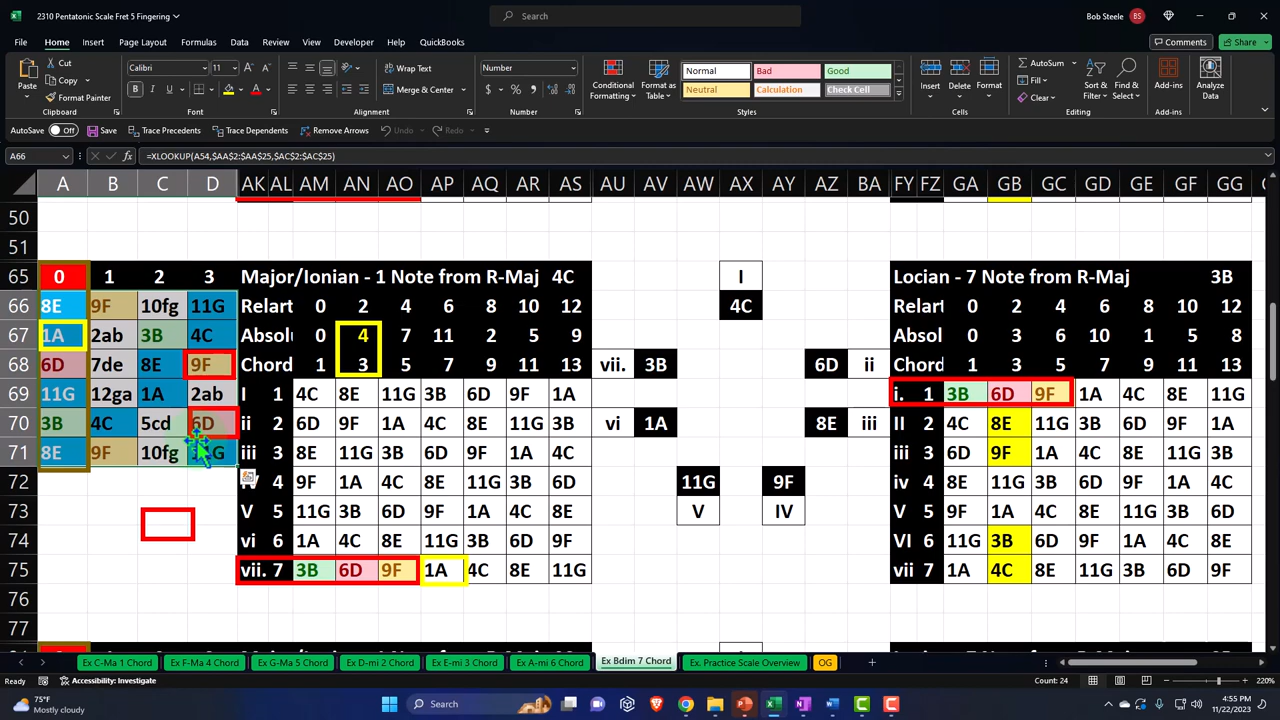 2310 Pentatonic Scale Fret 5 Fingering
Search
Bob Steele BS
File Home Insert Page Layout Formulas Data Review View Developer Help QuickBooks Comments Share
Paste Cut Copy Format Painter Clipboard
Calibri 11 B I U A Font
Wrap Text Merge & Center Alignment
Number $ % Number
Conditional Formatting Format as Table
Normal Bad Good
Neutral Calculation Check Cell
Styles
Insert Delete Format Cells
AutoSum Fill Clear Sort & Filter Find & Select Editing
Add-ins Add-ins
Analyze Data
AutoSave Off Save Trace Precedents Trace Dependents Remove Arrows Undo Redo
A66 fx =XLOOKUP(A54,$AA$2:$AA$25,$AC$2:$AC$25)
A B C D AK AL AM AN AO AP AQ AR AS AU AV AW AX AY AZ BA FY FZ GA GB GC GD GE GF GG
50
51
65 0 1 2 3 Major/Ionian - 1 Note from R-Maj 4C I Locian - 7 Note from R-Maj 3B
66 8E 9F 10fg 11G Relart 0 2 4 6 8 10 12 4C Relart 0 2 4 6 8 10 12
67 1A 2ab 3B 4C Absolu 0 4 7 11 2 5 9 Absolu 0 3 6 10 1 5 8
68 6D 7de 8E 9F Chord 1 3 5 7 9 11 13 vii. 3B 6D ii Chord 1 3 5 7 9 11 13
69 11G 12ga 1A 2ab I 1 4C 8E 11G 3B 6D 9F 1A i. 1 3B 6D 9F 1A 4C 8E 11G
70 3B 4C 5cd 6D ii 2 6D 9F 1A 4C 8E 11G 3B vi 1A 8E iii II 2 4C 8E 11G 3B 6D 9F 1A
71 8E 9F 10fg iii 3 8E 11G 3B 6D 9F 1A 4C iii 3 6D 9F 1A 4C 8E 11G 3B
72 4 9F 1A 4C 8E 11G 3B 6D 11G 9F iv 4 8E 11G 3B 6D 9F 1A 4C
73 V 5 11G 3B 6D 9F 1A 4C 8E V IV V 5 9F 1A 4C 8E 11G 3B 6D
74 vi 6 1A 4C 8E 11G 3B 6D 9F VI 6 11G 3B 6D 9F 1A 4C 8E
75 vii. 7 3B 6D 9F 1A 4C 8E 11G vii 7 1A 4C 8E 11G 3B 6D 9F
76
77
Ex C-Ma 1 Chord Ex F-Ma 4 Chord Ex G-Ma 5 Chord Ex D-mi 2 Chord Ex E-mi 3 Chord Ex A-mi 6 Chord Ex Bdim 7 Chord Ex. Practice Scale Overview OG
Ready Accessibility: Investigate Count: 24 220%
75°F
Mostly cloudy
Search
4:55 PM
11/22/2023